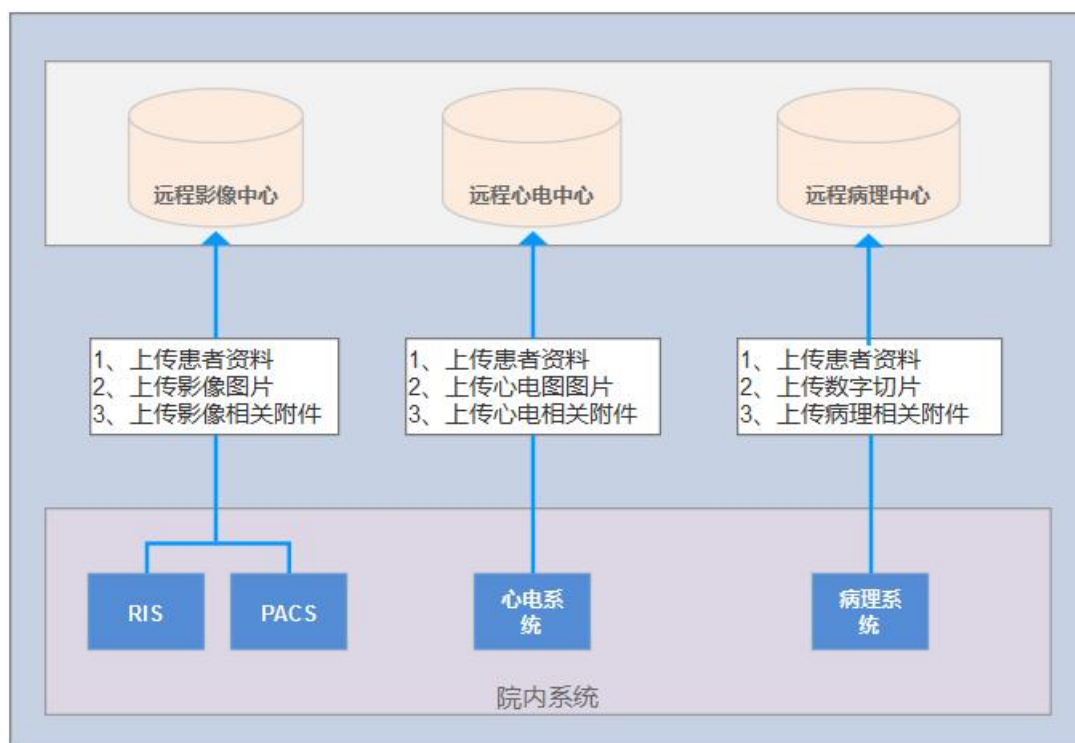 远程影像中心
远程心电中心
远程病理中心
1、上传患者资料
2、上传影像图片
3、上传影像相关附件
1、上传患者资料
2、上传心电图图片
3、上传心电相关附件
1、上传患者资料
2、上传数字切片
3、上传病理相关附件
RIS
PACS
心电系
统
病理系
统
院内系统